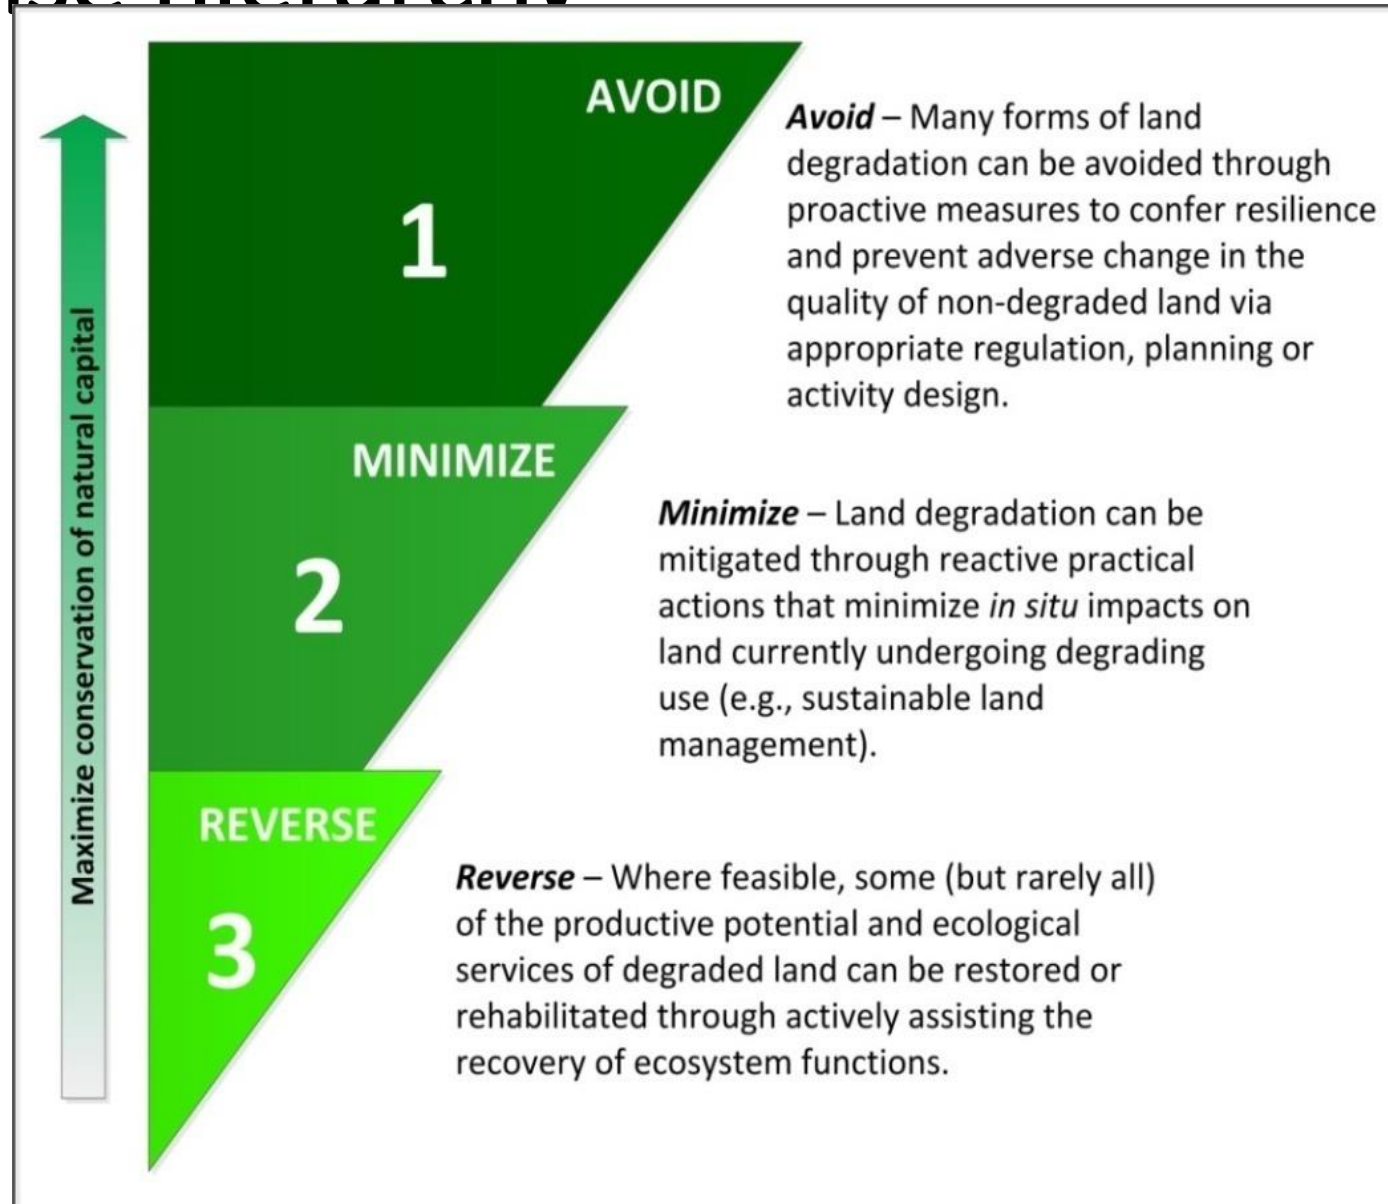 AVOID
1
Avoid – Many forms of land
degradation can be avoided through
proactive measures to confer resilience
and prevent adverse change in the
quality of non-degraded land via
appropriate regulation, planning or
activity design.
Maximize conservation of natural capital
MINIMIZE
2
Minimize – Land degradation can be
mitigated through reactive practical
actions that minimize in situ impacts on
land currently undergoing degrading
use (e.g., sustainable land
management).
REVERSE
3
Reverse – Where feasible, some (but rarely all)
of the productive potential and ecological
services of degraded land can be restored or
rehabilitated through actively assisting the
recovery of ecosystem functions.